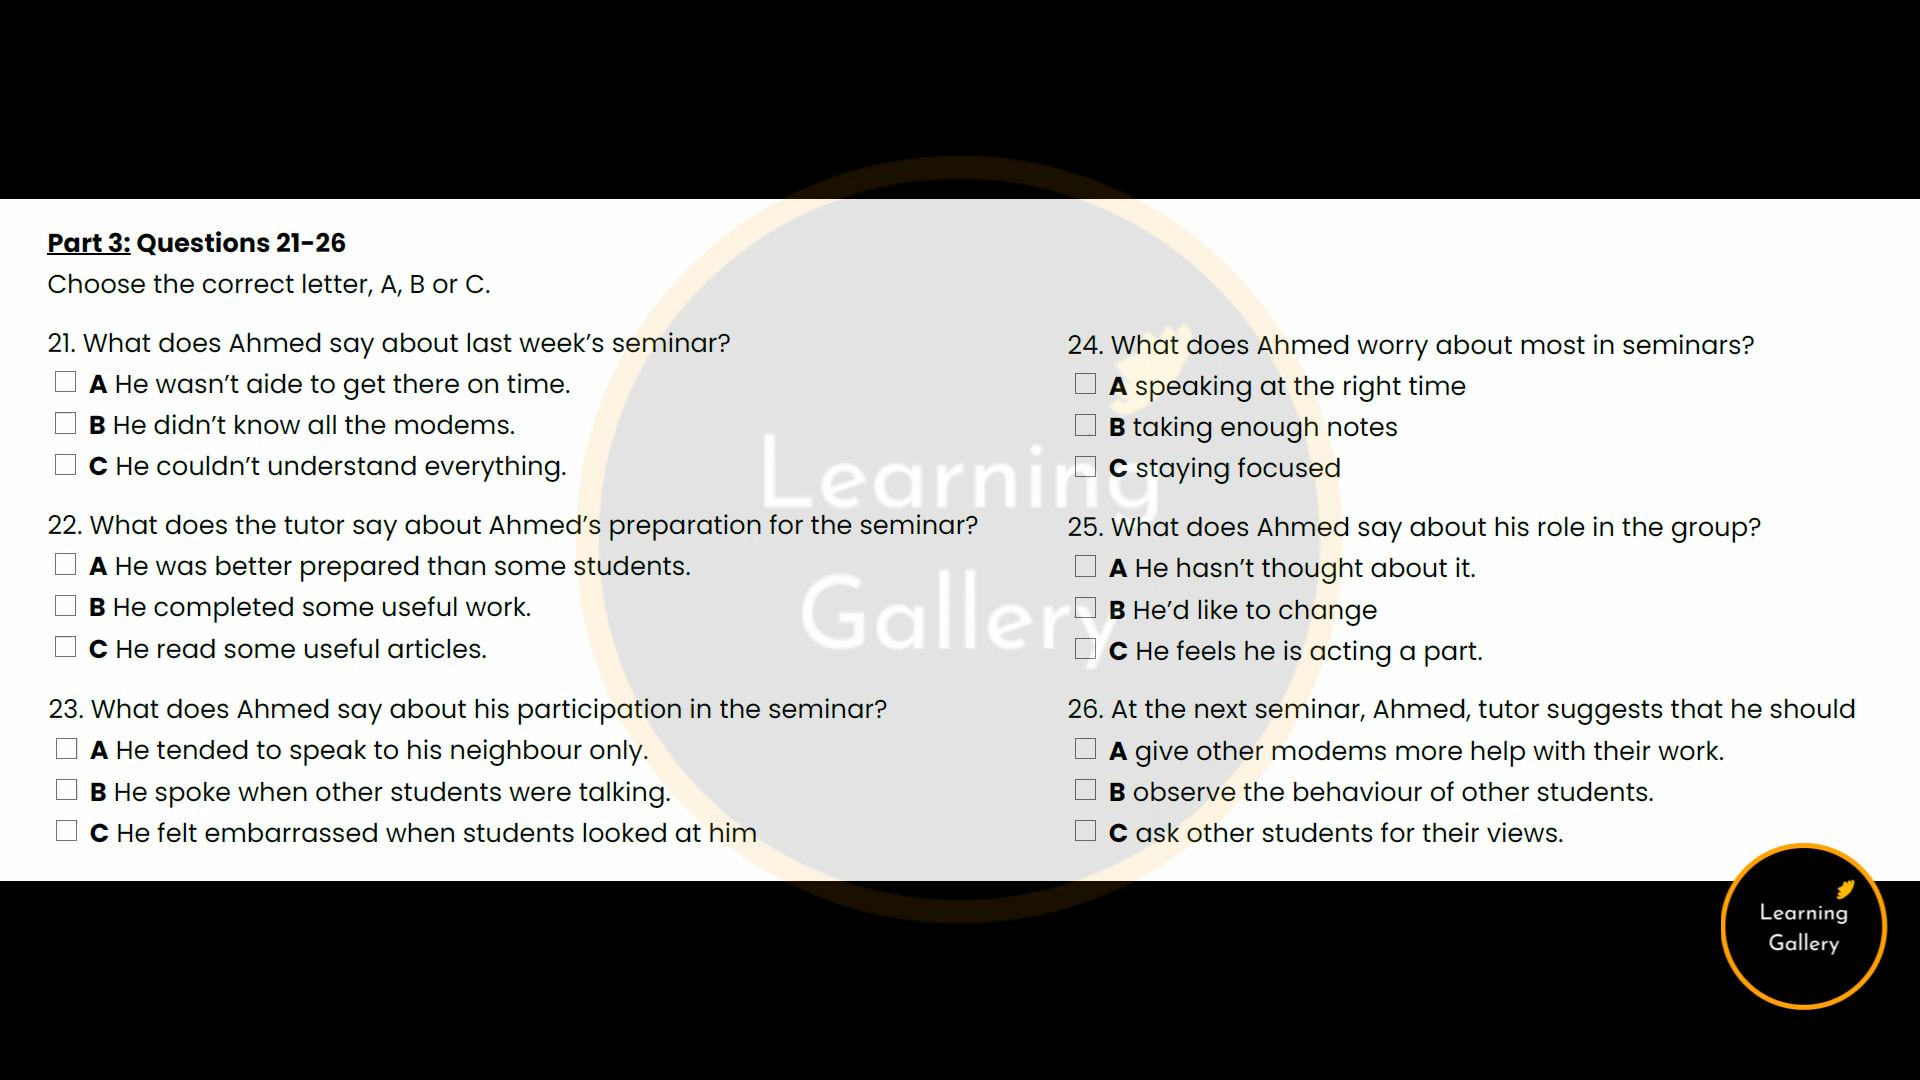 Part 3: Questions 21-26
Choose the correct letter, A, B or C.
21. What does Ahmed say about last week's seminar?
A He wasn't aide to get there on time.
B He didn't know all the modems.
C He couldn't understand everything.
22. What does the tutor say about Ahmed's preparation for the seminar?
A He was better prepared than some students.
B He completed some useful work.
C He read some useful articles.
23. What does Ahmed say about his participation in the seminar?
A He tended to speak to his neighbour only.
B He spoke when other students were talking.
C He felt embarrassed when students looked at him
24. What does Ahmed worry about most in seminars?
A speaking at the right time
B taking enough notes
C staying focused
25. What does Ahmed say about his role in the group?
A He hasn't thought about it.
B He'd like to change
C He feels he is acting a part.
26. At the next seminar, Ahmed, tutor suggests that he should
A give other modems more help with their work.
B observe the behaviour of other students.
C ask other students for their views.
Learning
Gallery
Learning
Gallery